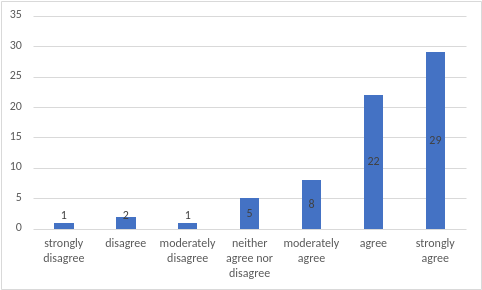 35
30
25
20
15
10
5
0
1
2
1
5
8
22
29
strongly
disagree
disagree
moderately
disagree
neither
agree nor
disagree
moderately
agree
agree
strongly
agree